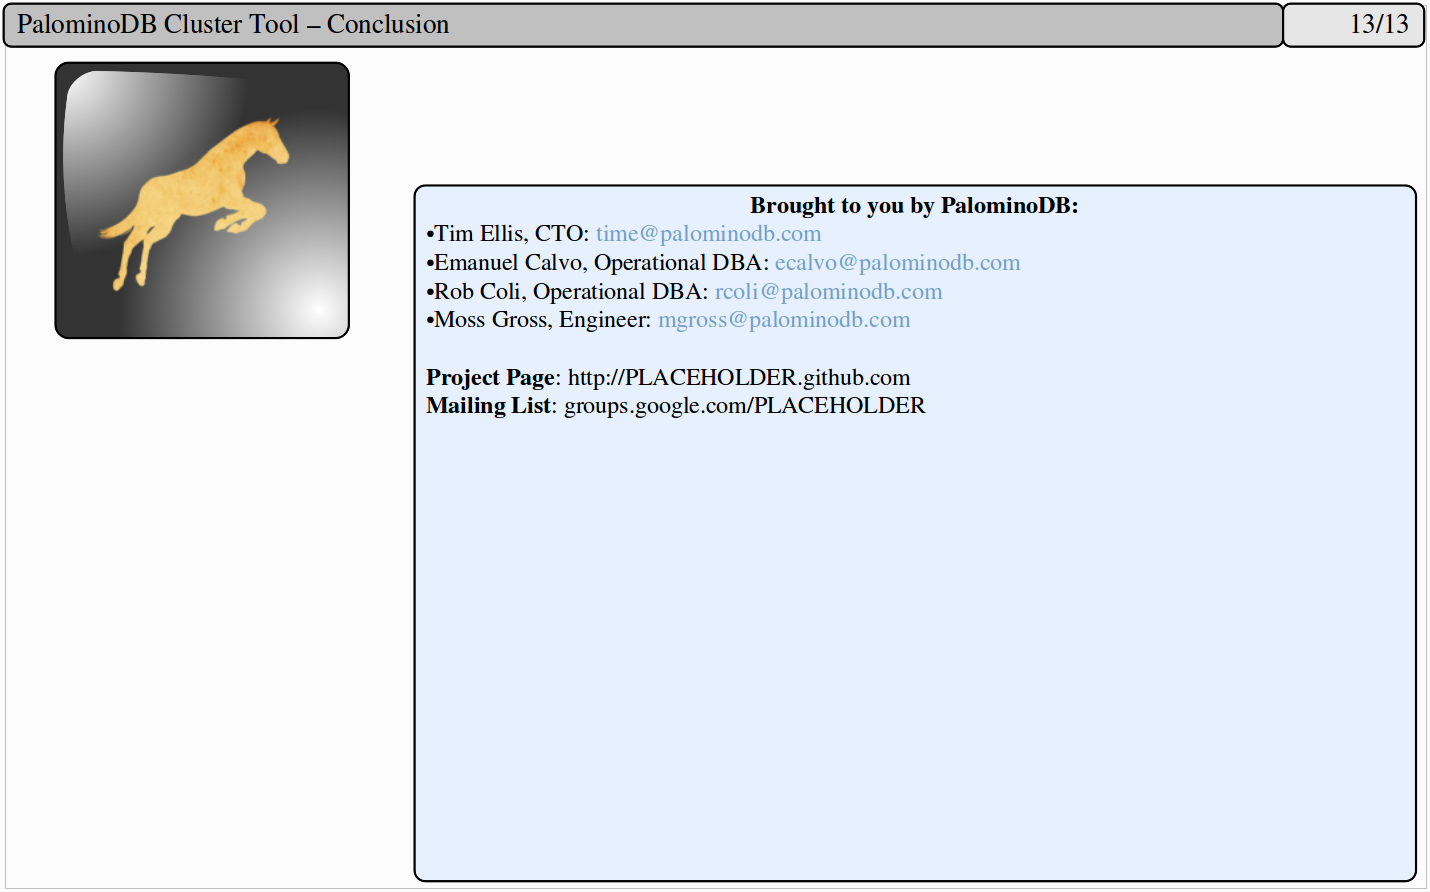 PalominoDB Cluster Tool – Conclusion
13/13
Brought to you by PalominoDB:
•Tim Ellis, CTO: time@palominodb.com
•Emanuel Calvo, Operational DBA: ecalvo@palominodb.com
•Rob Coli, Operational DBA: rcoli@palominodb.com
•Moss Gross, Engineer: mgross@palominodb.com
Project Page: http://PLACEHOLDER.github.com
Mailing List: groups.google.com/PLACEHOLDER